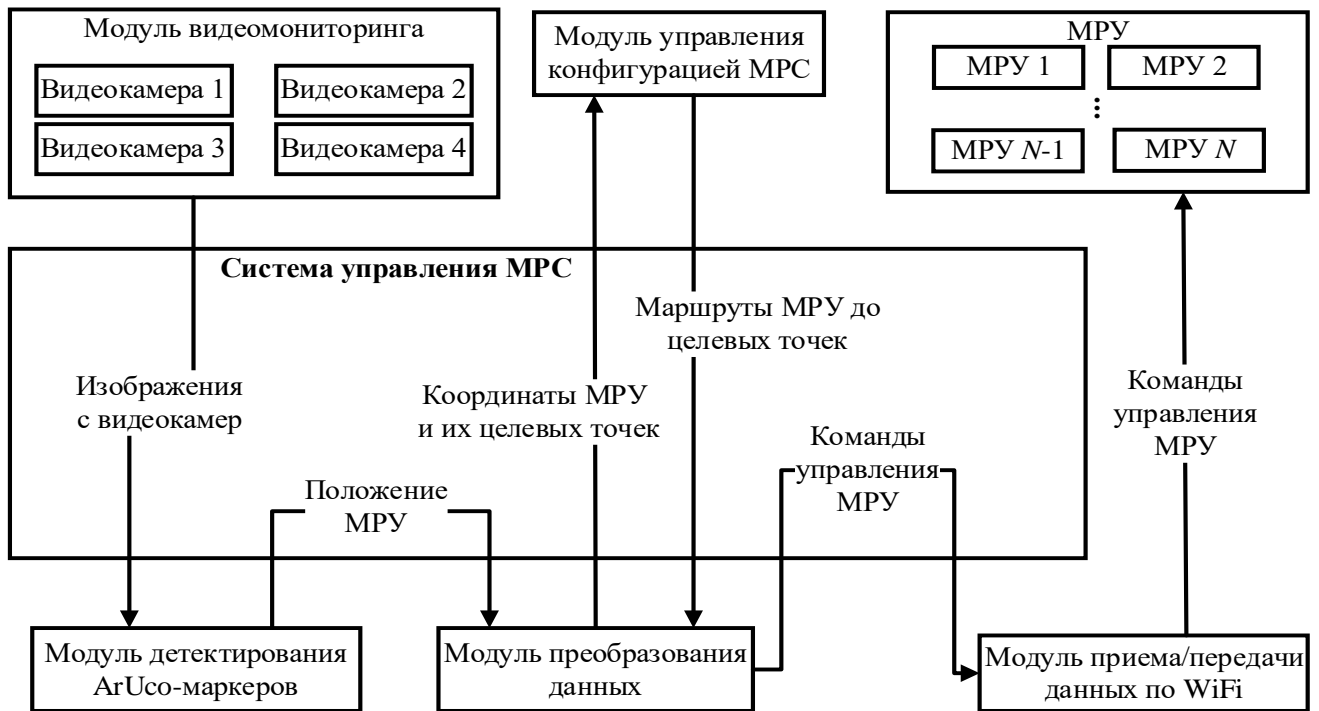 Модуль видеомониторинга
Видеокамера 1
Видеокамера 2
Видеокамера 3
Видеокамера 4
Модуль управления
конфигурацией МРС
МРУ
МРУ 1
МРУ 2
...
МРУ N-1
МРУ N
Система управления МРС
Маршруты МРУ до
целевых точек
Изображения
с видеокамер
Координаты МРУ
и их целевых точек
Команды
управления
МРУ
Команды
управления
МРУ
Положение
МРУ
Модуль детектирования
ArUco-маркеров
Модуль преобразования
данных
Модуль приема/передачи
данных по WiFi